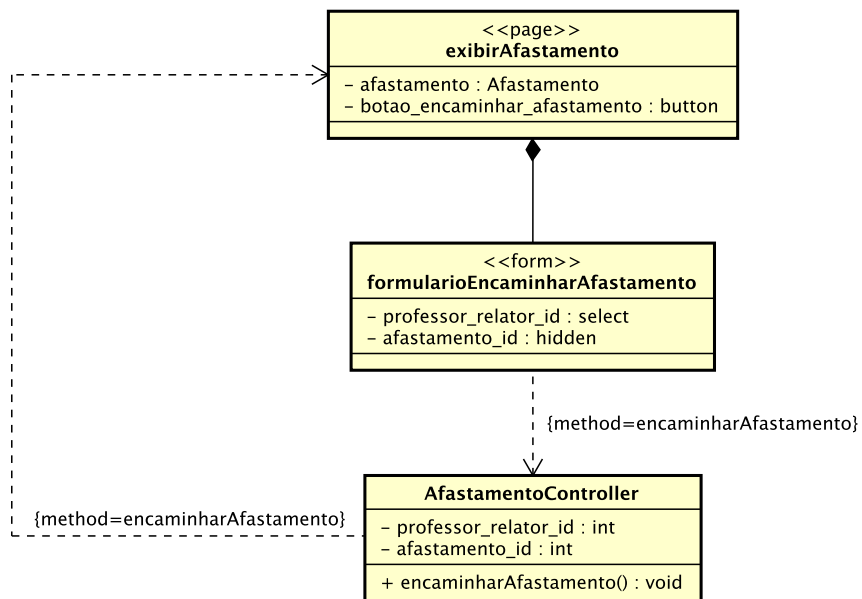 <<page>>
exibirAfastamento
- afastamento : Afastamento
- botao_encaminhar_afastamento : button
<<form>>
formularioEncaminharAfastamento
- professor_relator_id : select
- afastamento_id : hidden
{method=encaminharAfastamento}
AfastamentoController
{method=encaminharAfastamento}
- professor_relator_id : int
- afastamento_id : int
+ encaminharAfastamento() : void